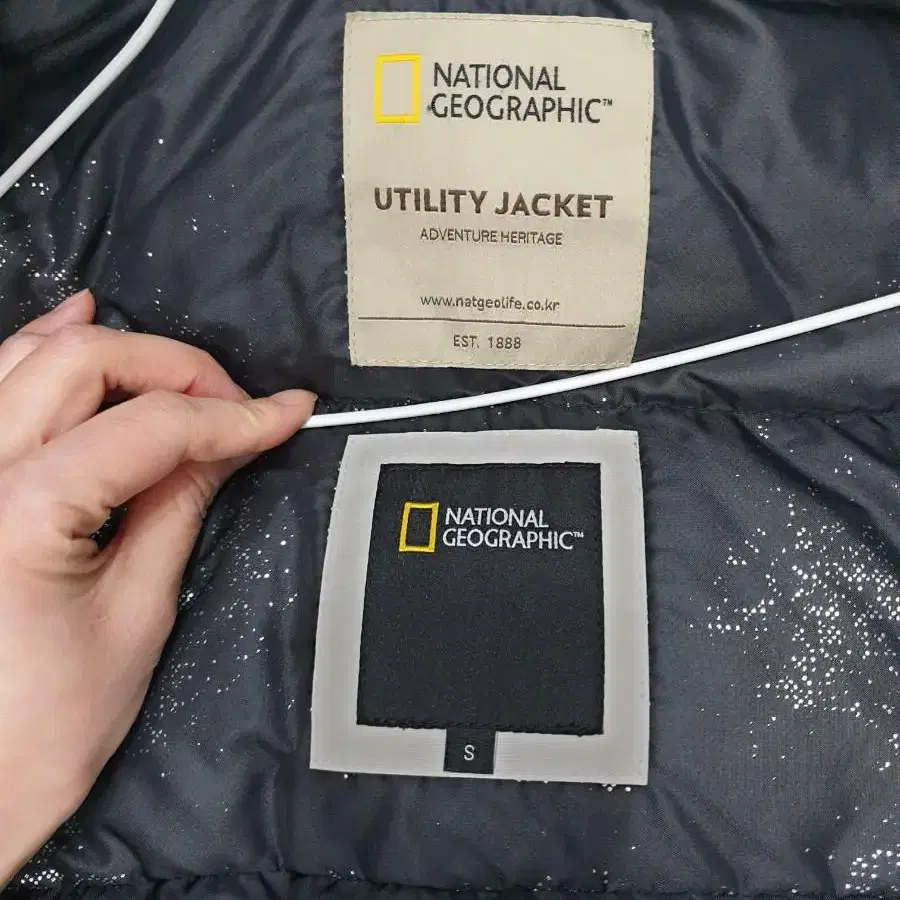 NATIONAL
GEOGRAPHIC™
UTILITY JACKET
ADVENTURE HERITAGE
www.natgeolife.co.kr
EST. 1888
NATIONAL
GEOGRAPHIC™
S